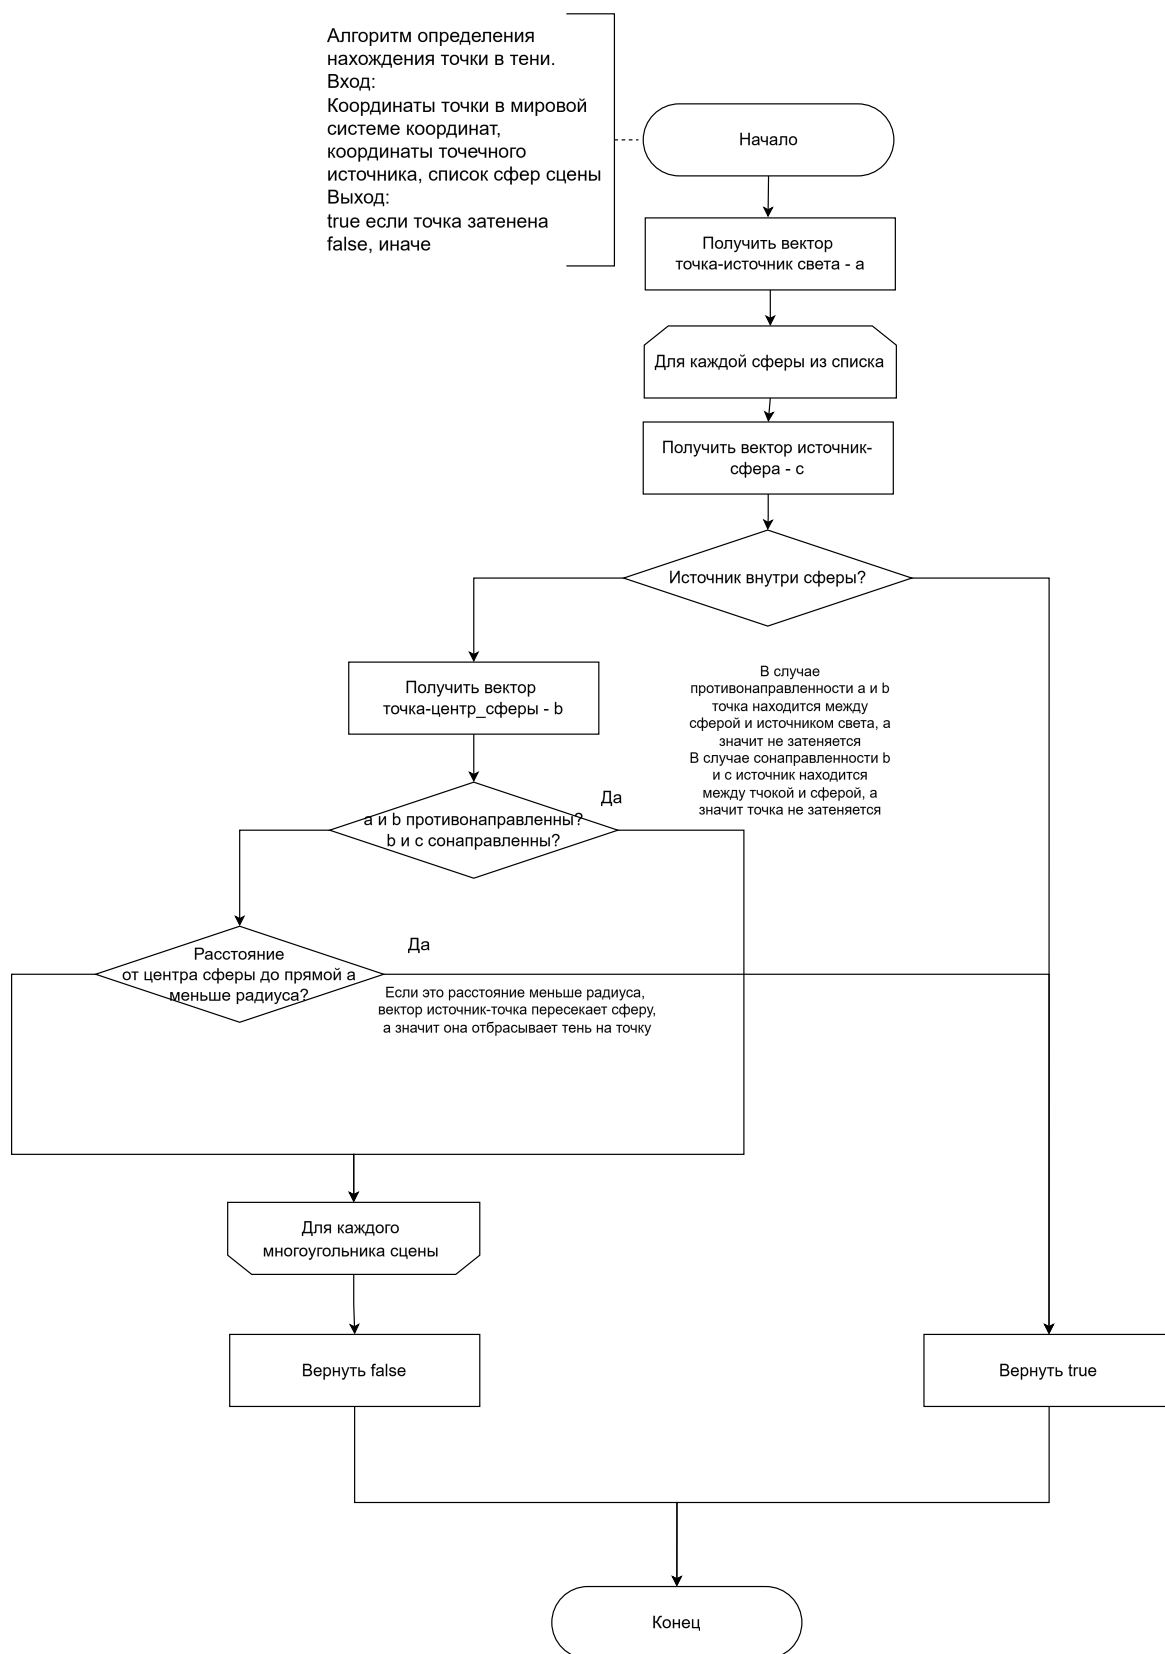 Алгоритм определения
нахождения точки в тени.
Вход:
Координаты точки в мировой
системе координат,
координаты точечного
источника, список сфер сцены
Выход:
true если точка затенена
false, иначе
Начало
Получить вектор
точка-источник света - a
Для каждой сферы из списка
Получить вектор источник-
сфера - c
Источник внутри сферы?
Получить вектор
точка-центр_сферы - b
В случае
противонаправленности a и b
точка находится между
сферой и источником света, а
значит не затеняется
В случае сонаправленности b
и c источник находится
между тчокой и сферой, а
значит точка не затеняется
Да
a и b противонаправленны?
b и c сонаправленны?
Да
Расстояние
от центра сферы до прямой a
меньше радиуса?
Если это расстояние меньше радиуса,
вектор источник-точка пересекает сферу,
а значит она отбрасывает тень на точку
Для каждого
многоугольника сцены
Вернуть false
Вернуть true
Конец